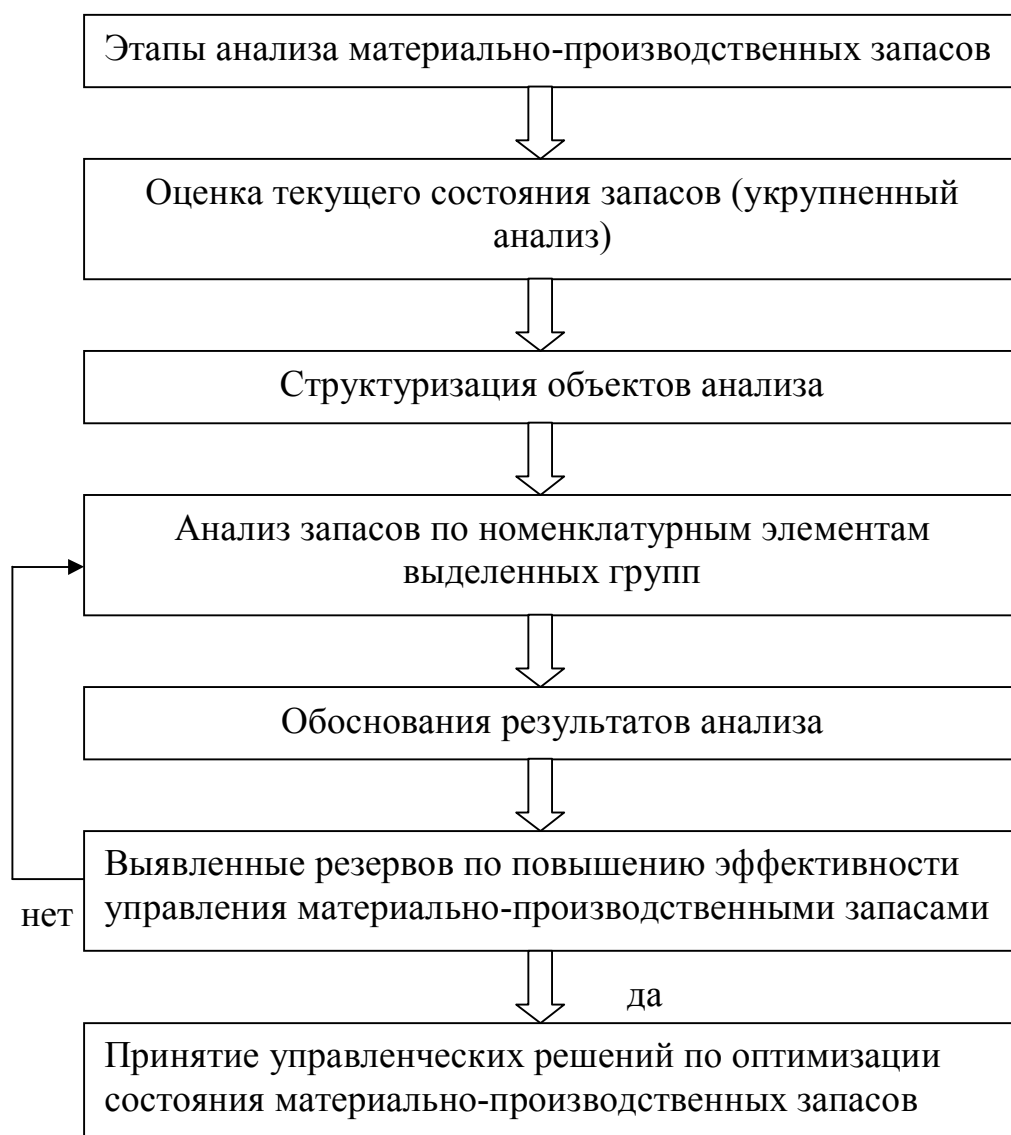 Этапы анализа материально-производственных запасов
Оценка текущего состояния запасов (укрупненный
анализ)
Структуризация объектов анализа
Анализ запасов по номенклатурным элементам
выделенных групп
Обоснования результатов анализа
Выявленные резервов по повышению эффективности
управления материально-производственными запасами
нет
да
Принятие управленческих решений по оптимизации
состояния материально-производственных запасов